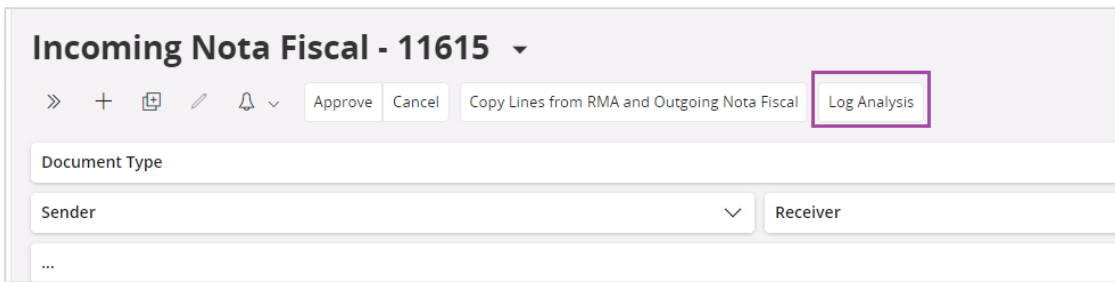 Incoming Nota Fiscal - 11615
Approve Cancel Copy Lines from RMA and Outgoing Nota Fiscal Log Analysis
Document Type
Sender Receiver
...